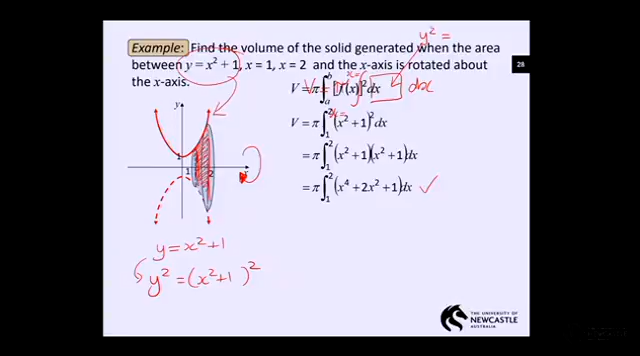 y² =
Example: Find the volume of the solid generated when the area
between y = x² + 1, x = 1, x = 2 and the x-axis is rotated about
the x-axis.
28
V = π∫ₐᵇ [f(x)]² dx
dx
V = π∫₁² (x² + 1)² dx
= π∫₁² (x² + 1)(x² + 1)dx
= π∫₁² (x⁴ + 2x² + 1)dx ✓
y
1
1 2 x
y = x² + 1
y² = (x² + 1)²
THE UNIVERSITY OF
NEWCASTLE
AUSTRALIA